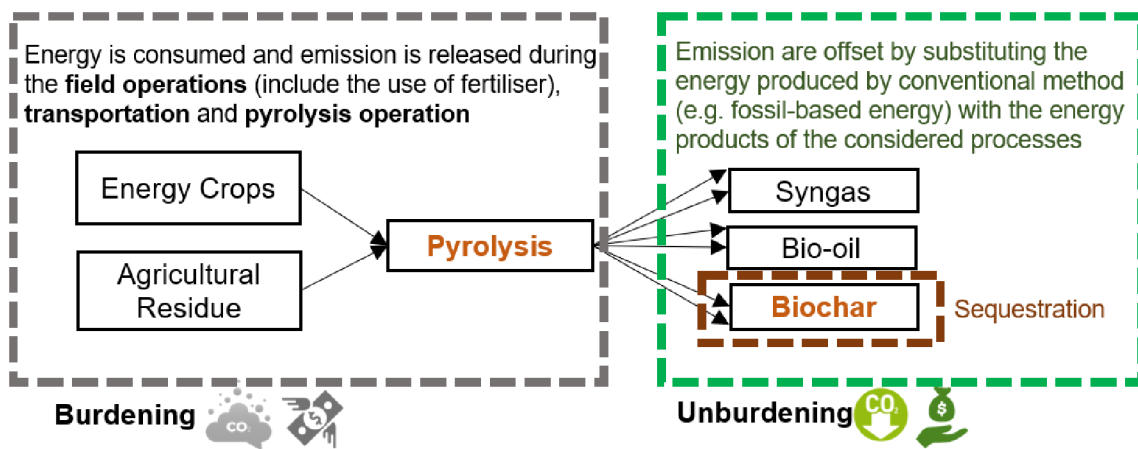 Energy is consumed and emission is released during
the field operations (include the use of fertiliser),
transportation and pyrolysis operation
Energy Crops
Agricultural
Residue
Pyrolysis
Burdening
CO₂
$
Emission are offset by substituting the
energy produced by conventional method
(e.g. fossil-based energy) with the energy
products of the considered processes
Syngas
Bio-oil
Biochar
Sequestration
Unburdening
CO₂
$